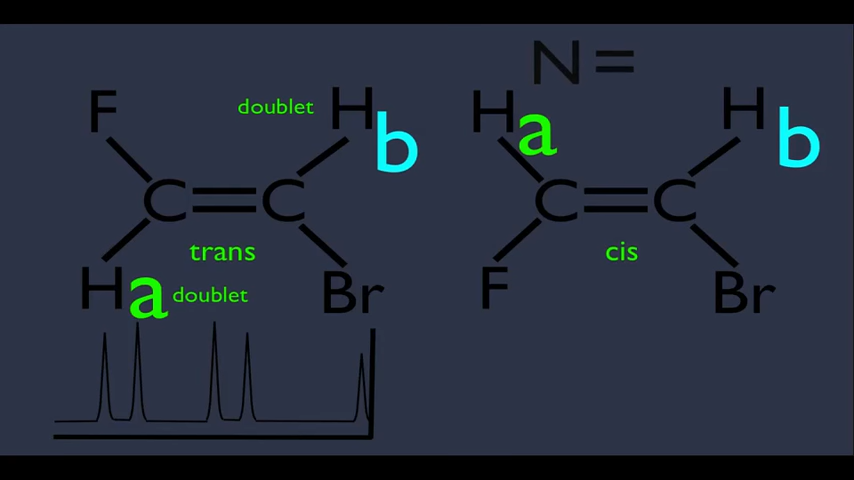 N =
F doublet H b
H a H b
C = C
C = C
trans
cis
H a doublet Br
F Br